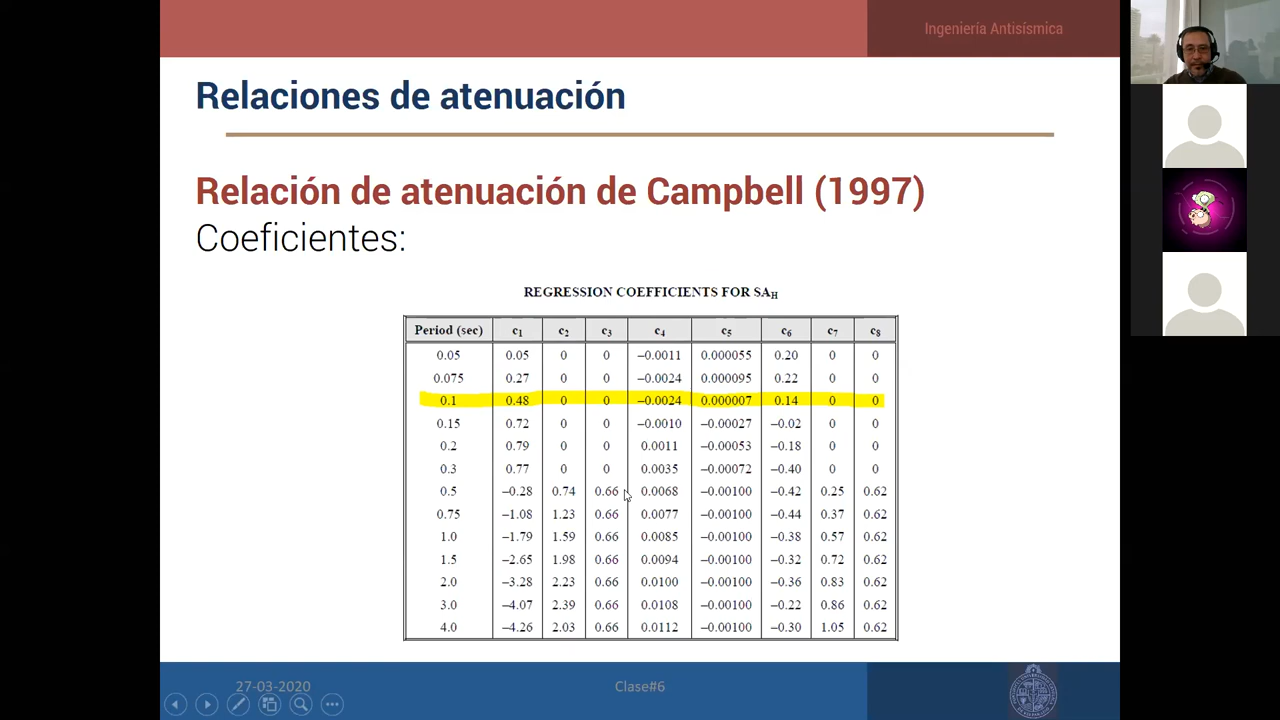 Ingeniería Antisísmica
Relaciones de atenuación
Relación de atenuación de Campbell (1997)
Coeficientes:
REGRESSION COEFFICIENTS FOR SAH
Period (sec) c1 c2 c3 c4 c5 c6 c7 c8
0.05 0.05 0 0 –0.0011 0.000055 0.20 0 0
0.075 0.27 0 0 –0.0024 0.000095 0.22 0 0
0.1 0.48 0 0 –0.0024 0.000007 0.14 0 0
0.15 0.72 0 0 –0.0010 –0.00027 –0.02 0 0
0.2 0.79 0 0 0.0011 –0.00053 –0.18 0 0
0.3 0.77 0 0 0.0035 –0.00072 –0.40 0 0
0.5 –0.28 0.74 0.66 0.0068 –0.00100 –0.42 0.25 0.62
0.75 –1.08 1.23 0.66 0.0077 –0.00100 –0.44 0.37 0.62
1.0 –1.79 1.59 0.66 0.0085 –0.00100 –0.38 0.57 0.62
1.5 –2.65 1.98 0.66 0.0094 –0.00100 –0.32 0.72 0.62
2.0 –3.28 2.23 0.66 0.0100 –0.00100 –0.36 0.83 0.62
3.0 –4.07 2.39 0.66 0.0108 –0.00100 –0.22 0.86 0.62
4.0 –4.26 2.03 0.66 0.0112 –0.00100 –0.30 1.05 0.62
27-03-2020
Clase#6